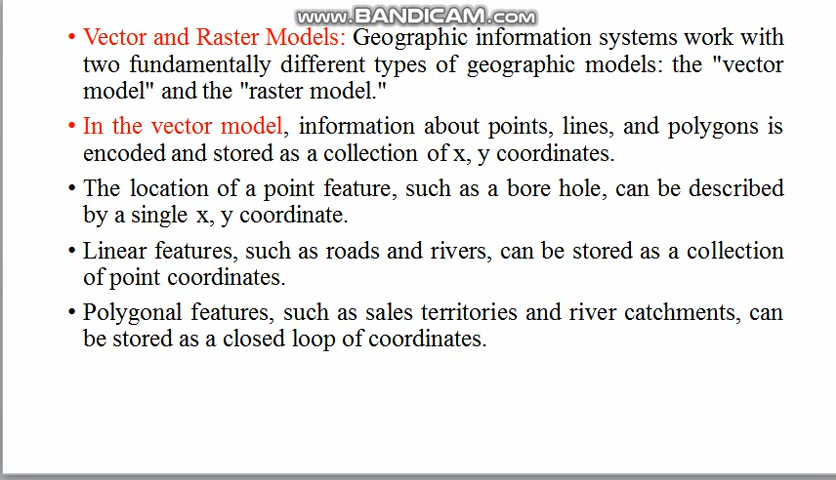 www.BANDICAM.com
• Vector and Raster Models: Geographic information systems work with
two fundamentally different types of geographic models: the "vector
model" and the "raster model."
• In the vector model, information about points, lines, and polygons is
encoded and stored as a collection of x, y coordinates.
• The location of a point feature, such as a bore hole, can be described
by a single x, y coordinate.
• Linear features, such as roads and rivers, can be stored as a collection
of point coordinates.
• Polygonal features, such as sales territories and river catchments, can
be stored as a closed loop of coordinates.